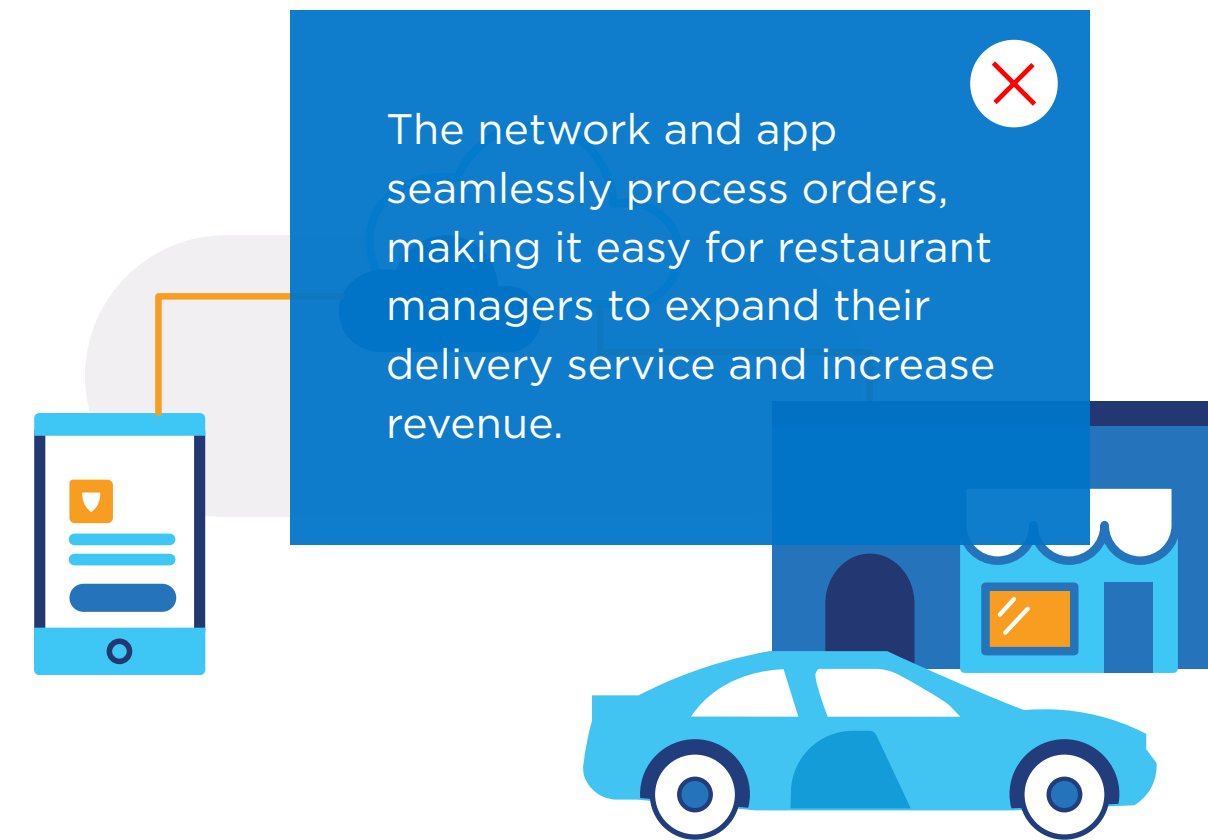 The network and app
seamlessly process orders,
making it easy for restaurant
managers to expand their
delivery service and increase
revenue.